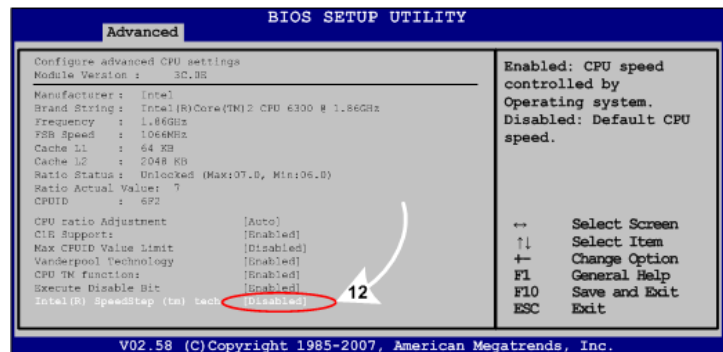 BIOS SETUP UTILITY
Advanced
Configure advanced CPU settings
Module Version : 3C.0E
Manufacturer : Intel
Brand String : Intel(R)Core(TM)2 CPU 6300 @ 1.86GHz
Frequency : 1.86GHz
FSB Speed : 1066MHz
Cache L1 : 64 KB
Cache L2 : 2048 KB
Ratio Status : Unlocked (Max:07.0, Min:06.0)
Ratio Actual Value: 7
CPUID : 6F2
CPU ratio Adjustment [Auto]
C1E Support: [Enabled]
Max CPUID Value Limit [Disabled]
Vanderpool Technology [Enabled]
CPU TM function: [Enabled]
Execute Disable Bit [Enabled]
Intel(R) SpeedStep (tm) tech [Disabled]
12
Enabled: CPU speed
controlled by
Operating system.
Disabled: Default CPU
speed.
↔ Select Screen
↑↓ Select Item
+- Change Option
F1 General Help
F10 Save and Exit
ESC Exit
V02.58 (C)Copyright 1985-2007, American Megatrends, Inc.